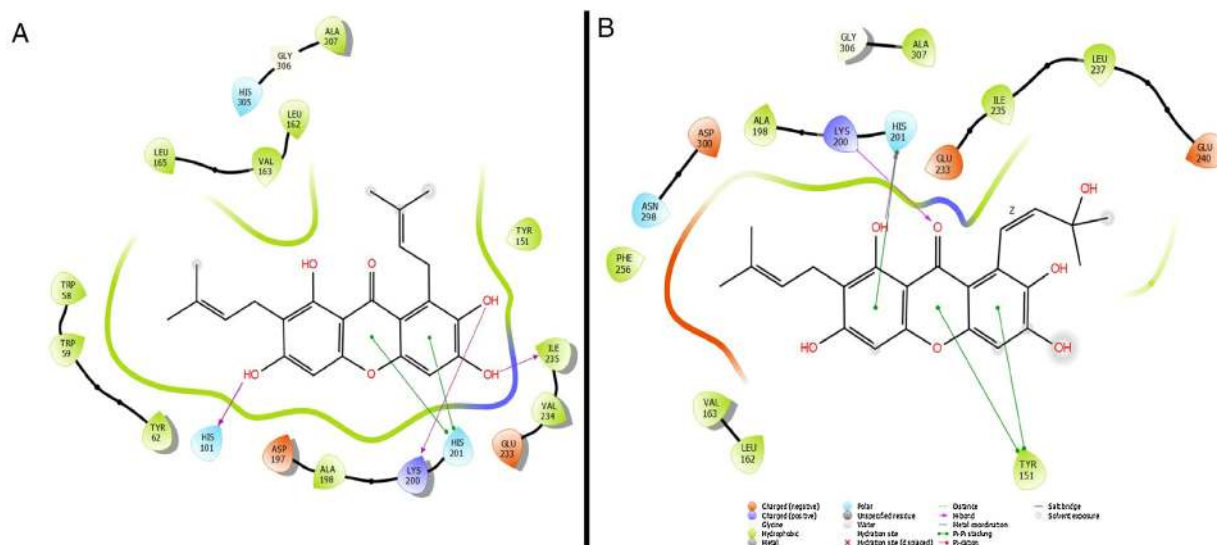 A
ALA
307
GLY
306
HIS
305
LEU
162
LEU
165
VAL
163
TYR
151
TRP
58
TRP
59
TYR
62
HO
O
OH
HO
O
OH
ILE
235
VAL
234
GLU
233
HIS
101
ASP
197
ALA
198
LYS
200
HIS
201
B
GLY
306
ALA
307
LEU
237
ILE
235
ALA
198
LYS
200
HIS
201
GLU
233
GLU
240
ASP
300
ASN
298
PHE
256
OH
O
Z
OH
OH
HO
O
OH
VAL
163
LEU
162
TYR
151
Charged (negative)
Charged (positive)
Glycine
Hydrophobic
Metal
Polar
Unspecified residue
Water
Hydration site
Hydration site (displaced)
Distance
H-bond
Metal coordination
Pi-Pi stacking
Pi-cation
Salt bridge
Solvent exposure